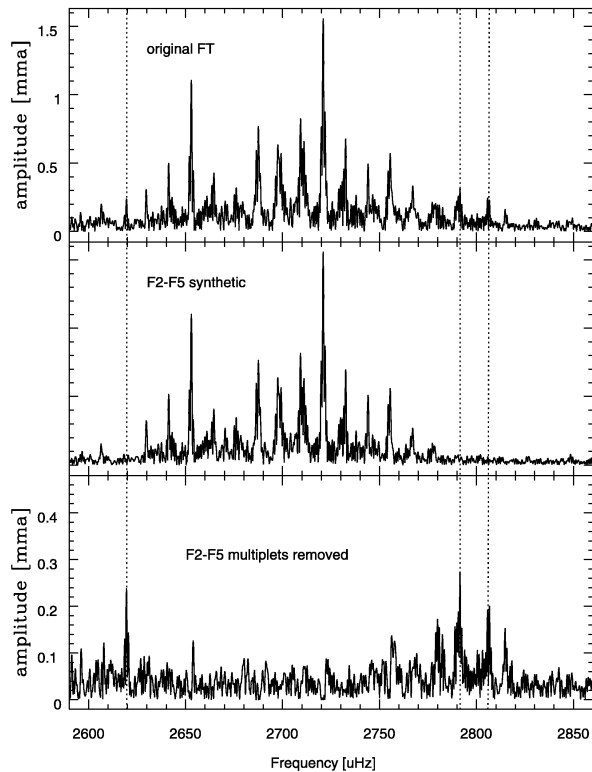 1.5
original FT
1
amplitude [mma]
0.5
0
F2-F5 synthetic
0.4
F2-F5 multiplets removed
0.3
amplitude [mma]
0.2
0.1
0
2600 2650 2700 2750 2800 2850
Frequency [uHz]